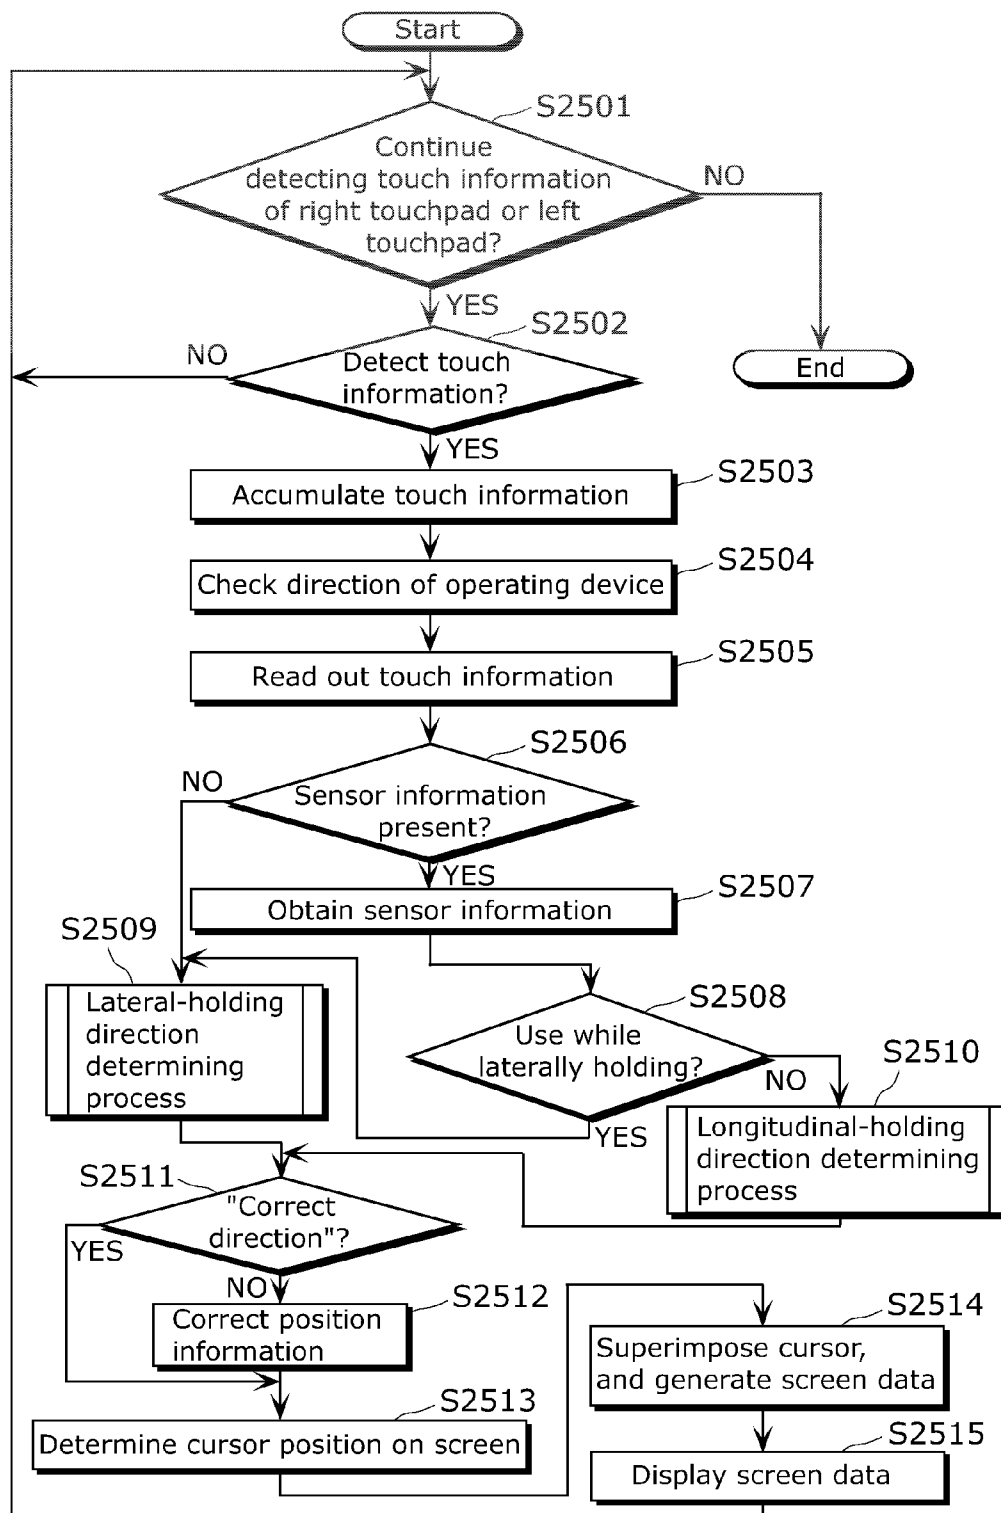 Start
S2501
Continue
detecting touch information
of right touchpad or left
touchpad?
NO
YES
S2502
NO
Detect touch
information?
End
YES
S2503
Accumulate touch information
S2504
Check direction of operating device
S2505
Read out touch information
S2506
NO
Sensor information
present?
YES
S2507
Obtain sensor information
S2509
S2508
Lateral-holding
direction
determining
process
Use while
laterally holding?
NO
S2510
YES
Longitudinal-holding
direction determining
process
S2511
"Correct
direction"?
YES
NO
S2512
Correct position
information
S2514
Superimpose cursor,
and generate screen data
S2513
Determine cursor position on screen
S2515
Display screen data